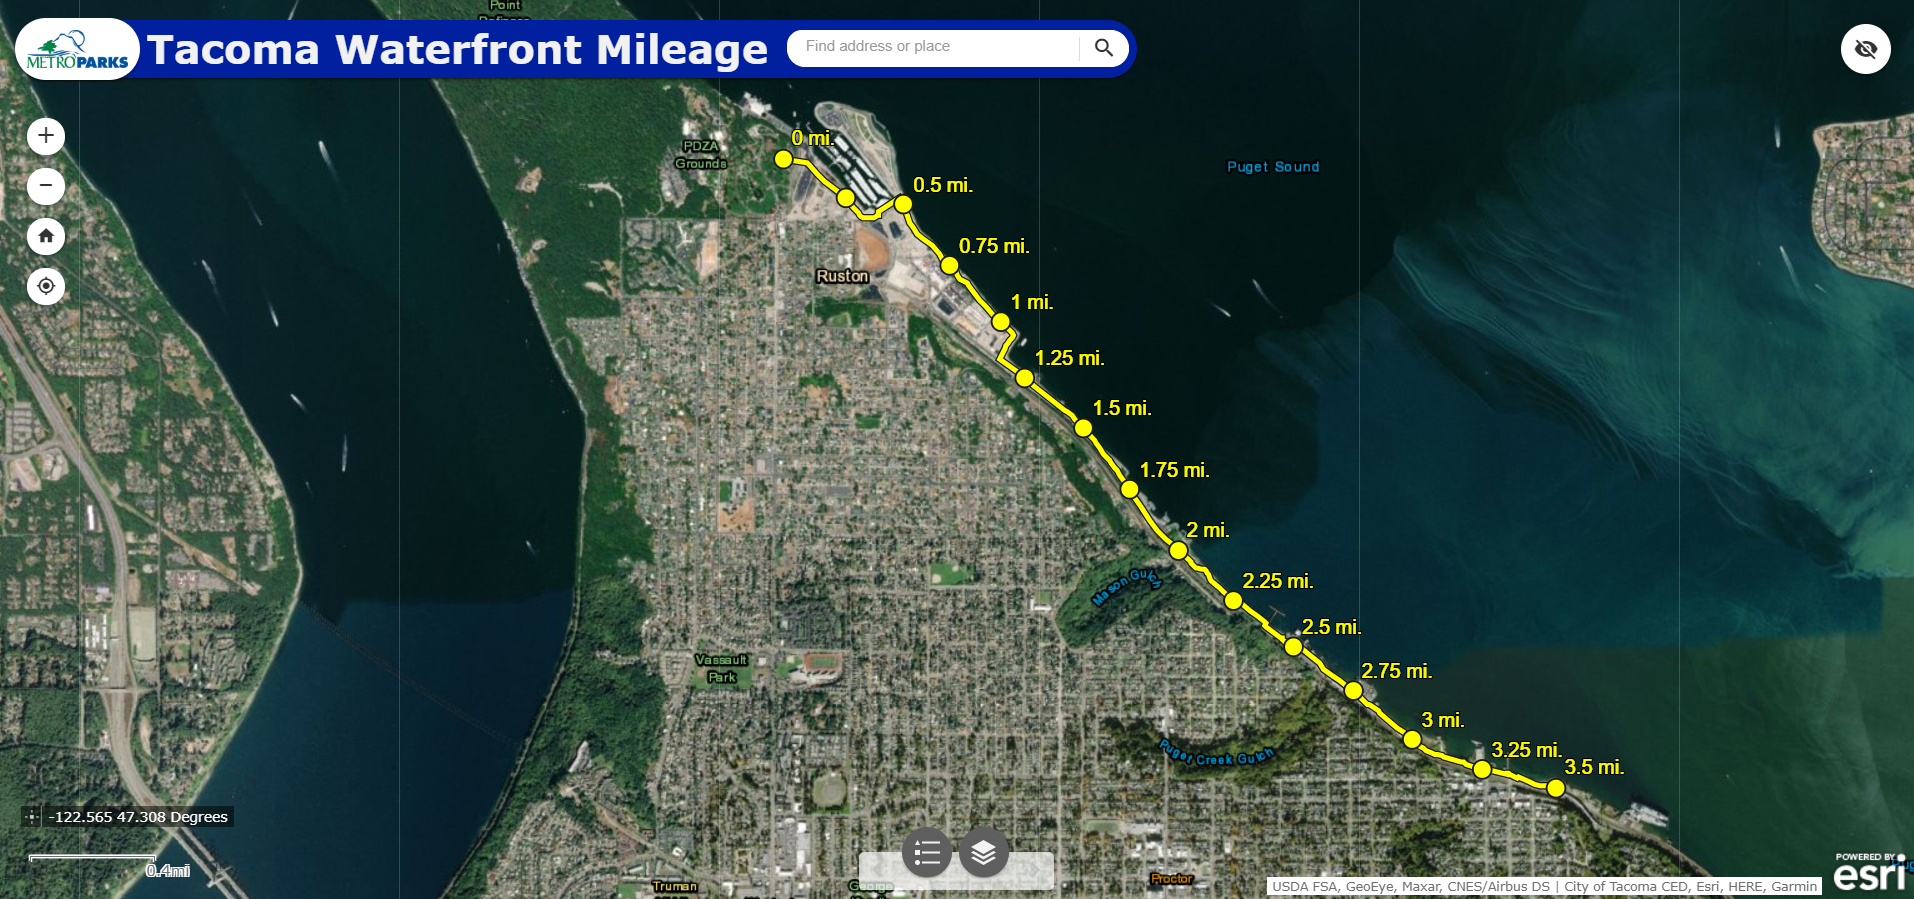 Point
Defiance
METROPARKS
Tacoma Waterfront Mileage
Find address or place
PDZA
Grounds
0 mi.
Puget Sound
0.5 mi.
0.75 mi.
Ruston
1 mi.
1.25 mi.
1.5 mi.
1.75 mi.
2 mi.
Mason Gulch
2.25 mi.
2.5 mi.
Vassault
Park
2.75 mi.
3 mi.
Puget Creek Gulch
3.25 mi.
3.5 mi.
-122.565 47.308 Degrees
0.4mi
Truman
George
Proctor
POWERED BY
esri
USDA FSA, GeoEye, Maxar, CNES/Airbus DS | City of Tacoma CED, Esri, HERE, Garmin